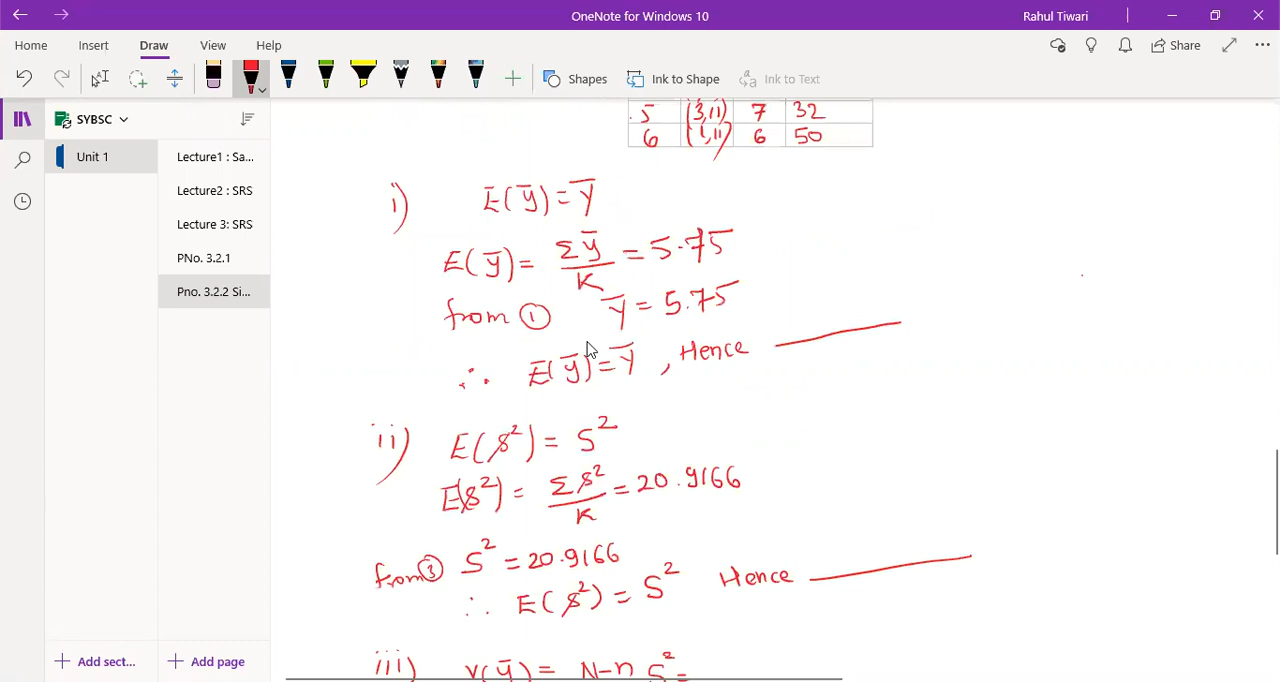 OneNote for Windows 10
Rahul Tiwari
Home Insert Draw View Help
Share
Shapes Ink to Shape Ink to Text
SYBSC
Unit 1
Lecture1 : Sa...
Lecture2 : SRS
Lecture 3: SRS
PNo. 3.2.1
Pno. 3.2.2 Si...
Add sect...
Add page
5 (3,11) 7 32
6 (1,11) 6 50
i) E(ȳ) = Ȳ
E(ȳ) = Σȳ/K = 5.75
from ① Ȳ = 5.75
∴ E(ȳ) = Ȳ, Hence
ii) E(s²) = S²
E(s²) = Σs²/K = 20.9166
from ③ S² = 20.9166
∴ E(s²) = S² Hence
iii) V(ȳ) = N-n S² =